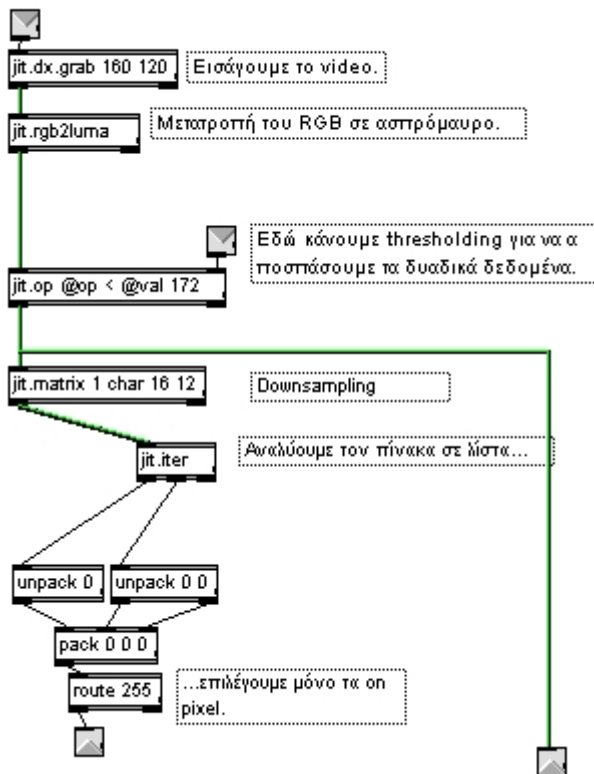 jit.dx.grab 160 120
Εισάγουμε το video.
jit.rgb2luma
Μετατροπή του RGB σε ασπρόμαυρο.
Εδώ κάνουμε thresholding για να α
ποσπάσουμε τα δυαδικά δεδομένα.
jit.op @op < @val 172
jit.matrix 1 char 16 12
Downsampling
jit.iter
Αναλύουμε τον πίνακα σε λίστα...
unpack 0
unpack 0 0
pack 0 0 0
route 255
...επιλέγουμε μόνο τα on
pixel.